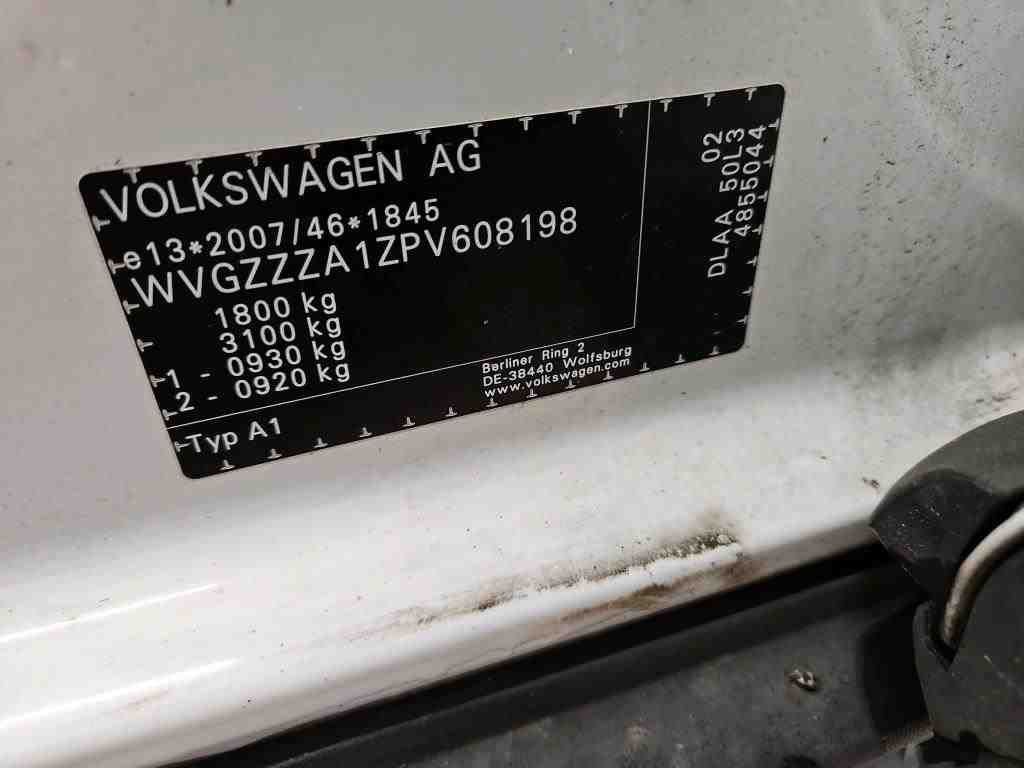 VOLKSWAGEN AG
e13*2007/46*1845
WVGZZZA1ZPV608198
1800 kg
3100 kg
1 - 0930 kg
2 - 0920 kg
Typ A1
Berliner Ring 2
DE-38440 Wolfsburg
www.volkswagen.com
02
DLAA 50L3
4855044